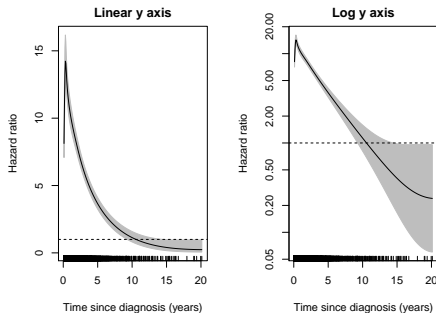 Linear y axis
Hazard ratio
15
10
5
0
0 5 10 15 20
Time since diagnosis (years)
Log y axis
Hazard ratio
20.00
5.00
2.00
0.50
0.20
0.05
0 5 10 15 20
Time since diagnosis (years)